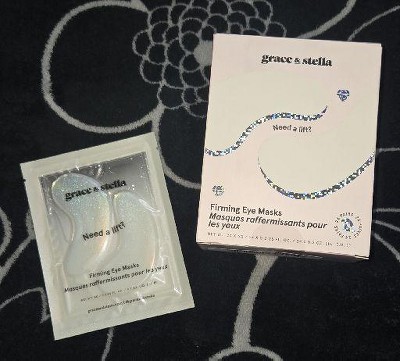 grace & stella
Need a lift?
Firming Eye Masks
Masques raffermissants pour
les yeux
grace & stella
Need a lift?
Firming Eye Masks
Masques raffermissants pour
les yeux